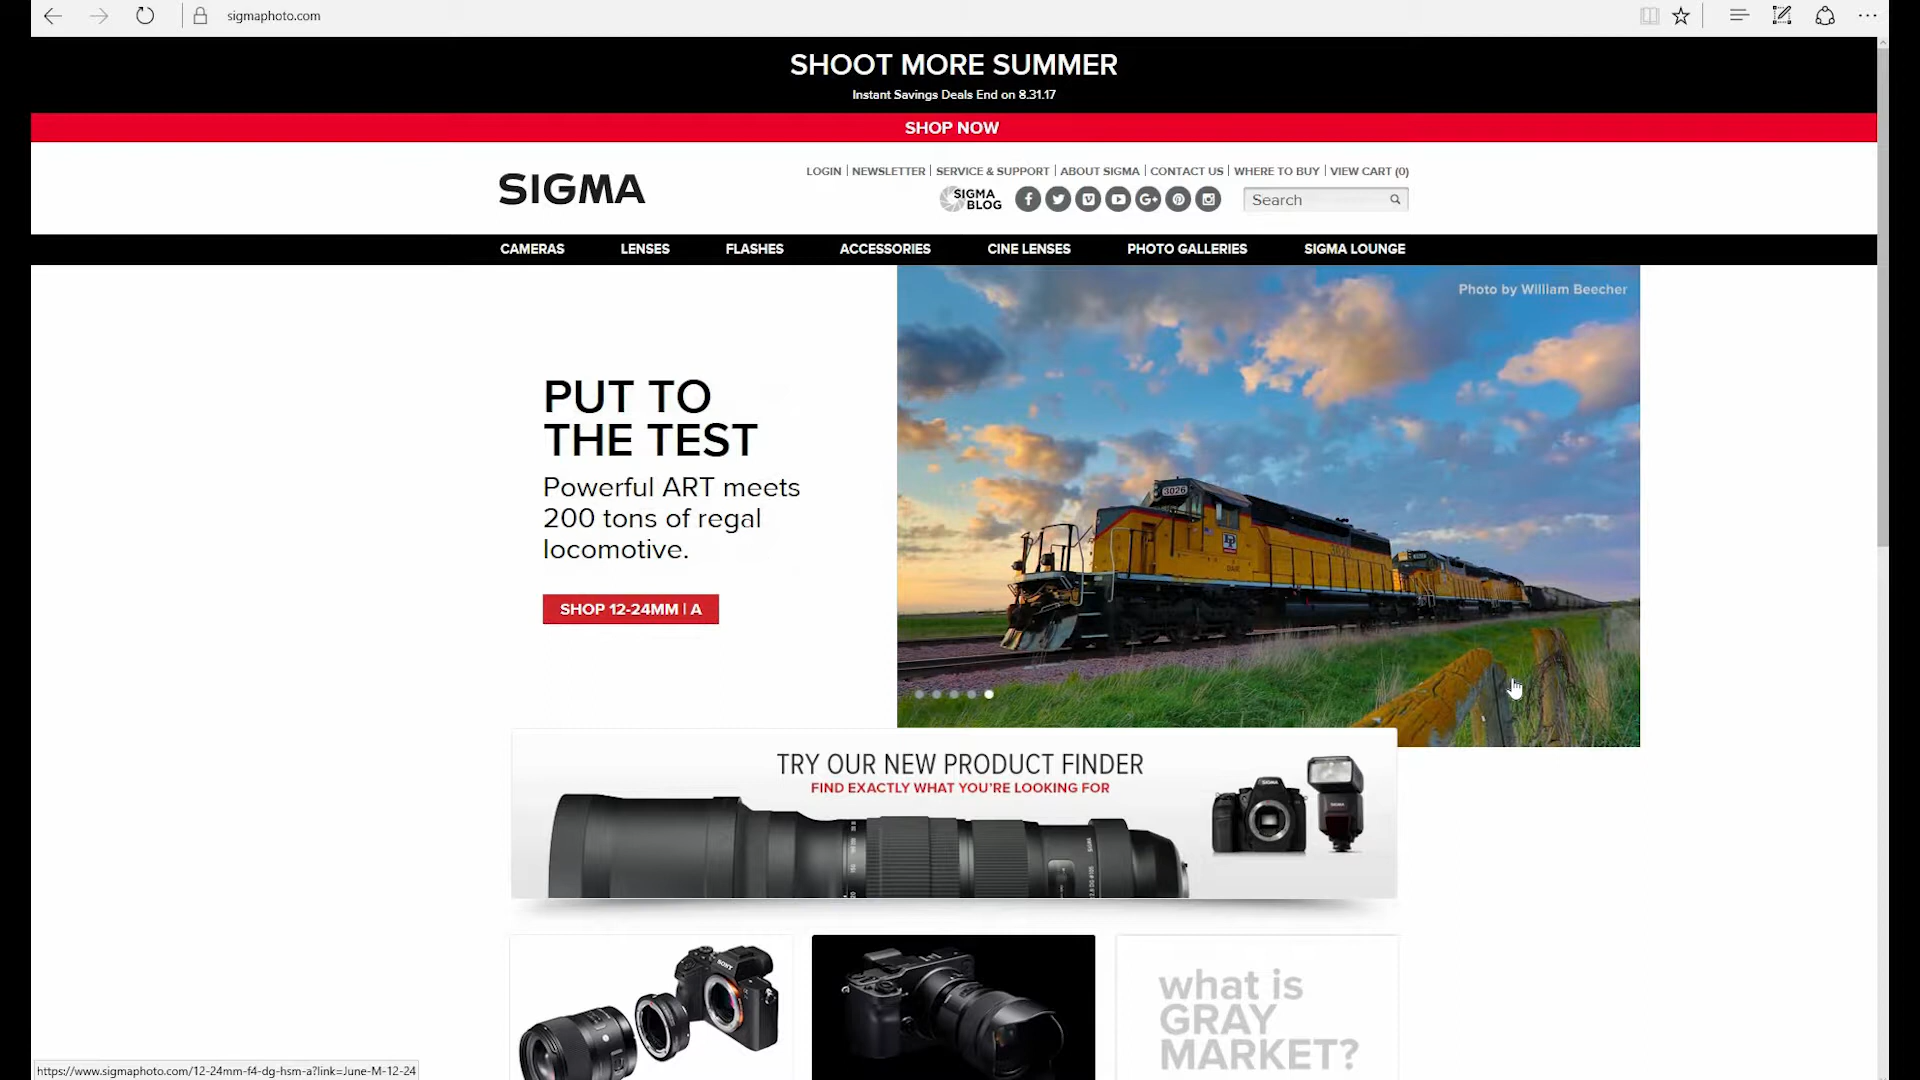 sigmaphoto.com
SHOOT MORE SUMMER
Instant Savings Deals End on 8.31.17
SHOP NOW
SIGMA
LOGIN | NEWSLETTER | SERVICE & SUPPORT | ABOUT SIGMA | CONTACT US | WHERE TO BUY | VIEW CART (0)
SIGMA
BLOG
Search
CAMERAS LENSES FLASHES ACCESSORIES CINE LENSES PHOTO GALLERIES SIGMA LOUNGE
Photo by William Beecher
PUT TO
THE TEST
Powerful ART meets
200 tons of regal
locomotive.
SHOP 12-24MM | A
3026
TRY OUR NEW PRODUCT FINDER
FIND EXACTLY WHAT YOU'RE LOOKING FOR
SIGMA
SONY
what is
GRAY
MARKET?
https://www.sigmaphoto.com/12-24mm-f4-dg-hsm-a?link=June-M-12-24